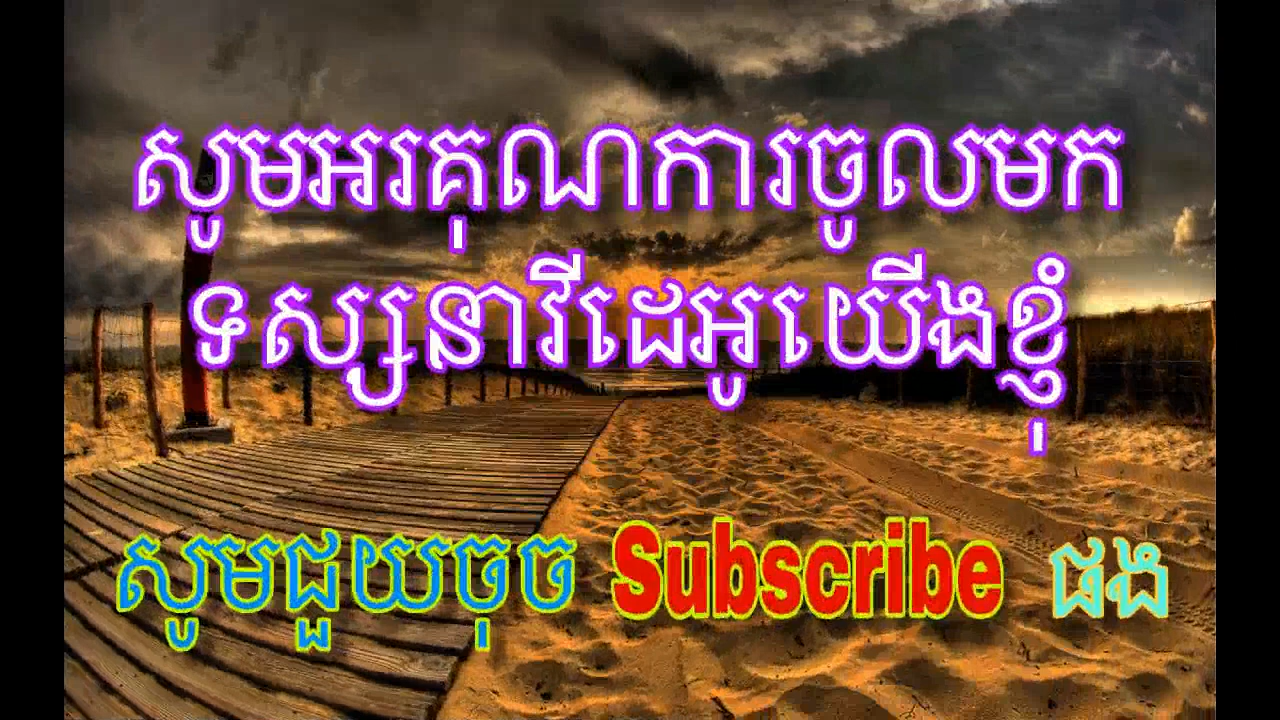 សូមអរគុណការចូលមក
ទស្សនាវីដេអូយើងខ្ញុំ
សូមជួយចុច Subscribe ផង